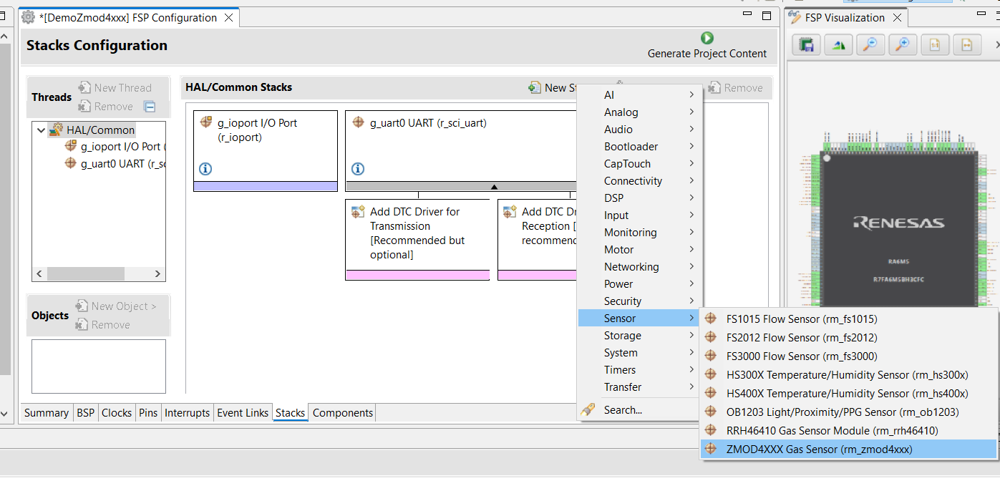 *[DemoZmod4xxx] FSP Configuration
FSP Visualization
Stacks Configuration
Generate Project Content
Threads
New Thread
Remove
HAL/Common
g_ioport I/O Port (
g_uart0 UART (r_sc
Objects
New Object >
Remove
HAL/Common Stacks
New St
Remove
g_ioport I/O Port
(r_ioport)
g_uart0 UART (r_sci_uart)
Add DTC Driver for
Transmission
[Recommended but
optional]
Add DTC Dr
Reception [
recommend
AI
Analog
Audio
Bootloader
CapTouch
Connectivity
DSP
Input
Monitoring
Motor
Networking
Power
Security
Sensor
Storage
System
Timers
Transfer
Search...
FS1015 Flow Sensor (rm_fs1015)
FS2012 Flow Sensor (rm_fs2012)
FS3000 Flow Sensor (rm_fs3000)
HS300X Temperature/Humidity Sensor (rm_hs300x)
HS400X Temperature/Humidity Sensor (rm_hs400x)
OB1203 Light/Proximity/PPG Sensor (rm_ob1203)
RRH46410 Gas Sensor Module (rm_rrh46410)
ZMOD4XXX Gas Sensor (rm_zmod4xxx)
RENESAS
RA6M5
R7FA6M5BH3CFC
Summary BSP Clocks Pins Interrupts Event Links Stacks Components